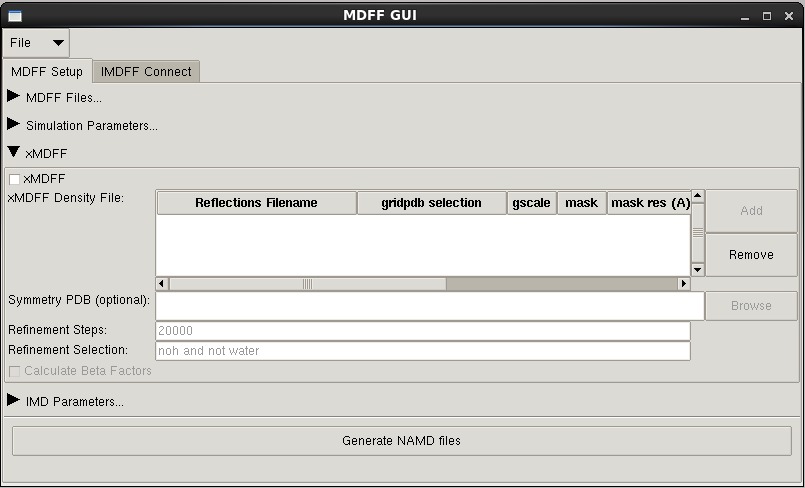 MDFF GUI
File
MDFF Setup IMDFF Connect
MDFF Files...
Simulation Parameters...
xMDFF
xMDFF
xMDFF Density File:
Reflections Filename gridpdb selection gscale mask mask res (A)
Add
Remove
Symmetry PDB (optional):
Browse
Refinement Steps: 20000
Refinement Selection: noh and not water
Calculate Beta Factors
IMD Parameters...
Generate NAMD files